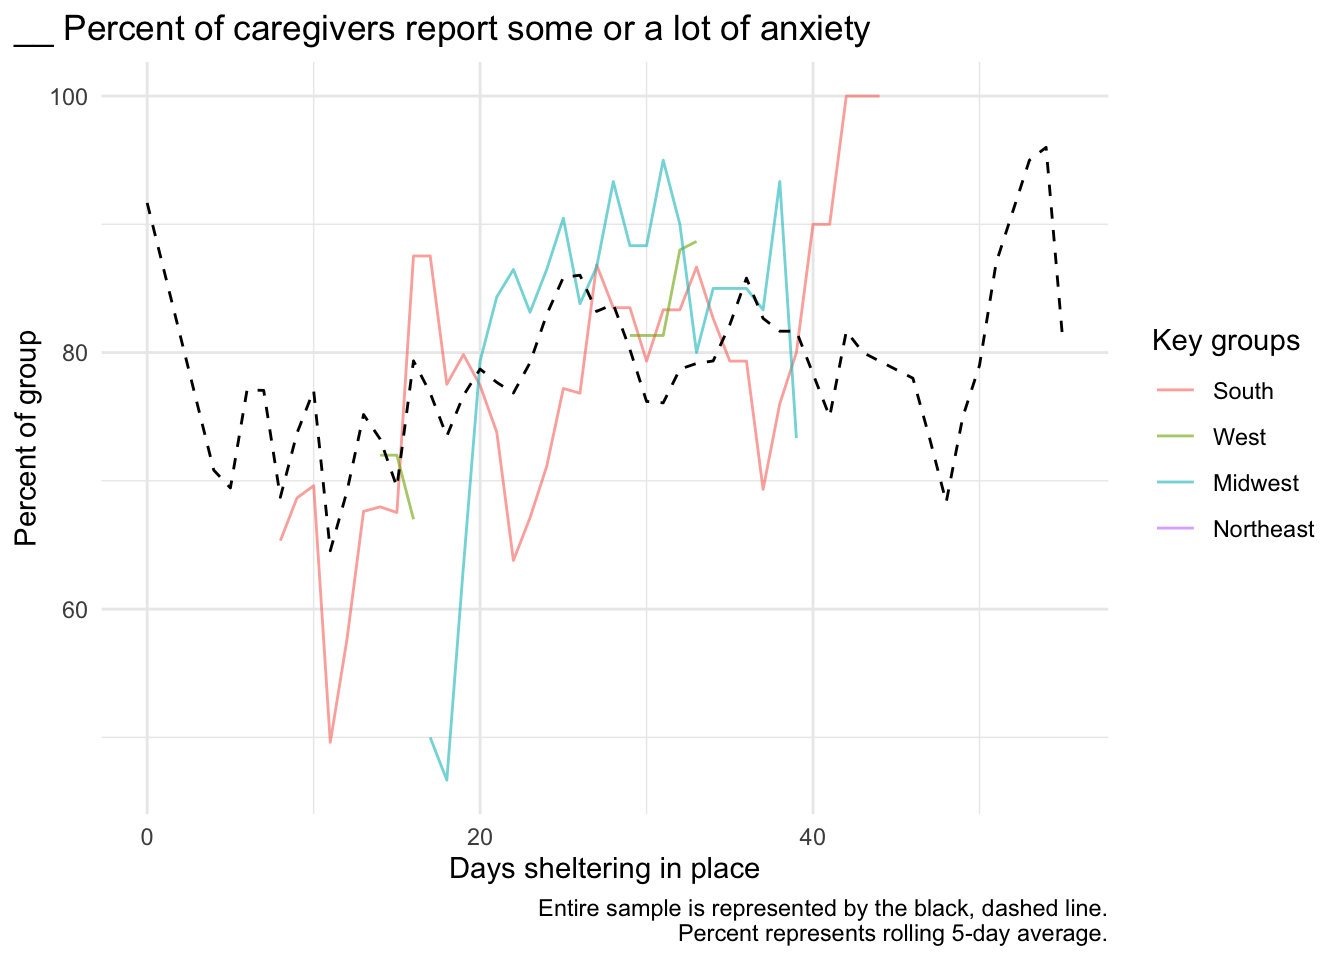 __ Percent of caregivers report some or a lot of anxiety
100
80
60
Percent of group
0
20
40
Days sheltering in place
Key groups
South
West
Midwest
Northeast
Entire sample is represented by the black, dashed line.
Percent represents rolling 5-day average.